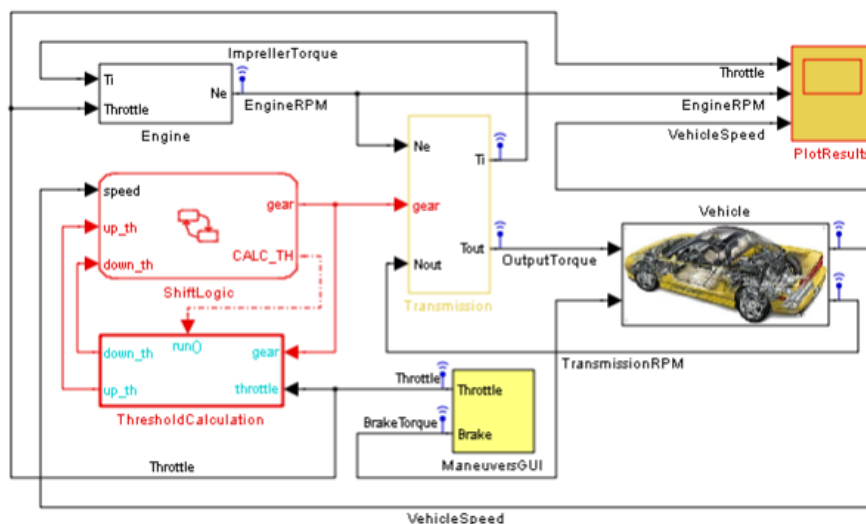 ImprellerTorque
Ti
Ne
Throttle
Engine
EngineRPM
Throttle
EngineRPM
VehicleSpeed
PlotResults
Ne
Ti
gear
Tout
Nout
Transmission
OutputTorque
Vehicle
speed
gear
up_th
down_th
CALC_TH
ShiftLogic
run()
down_th
gear
up_th
throttle
ThresholdCalculation
TransmissionRPM
Throttle
Throttle
BrakeTorque
Brake
ManeuversGUI
Throttle
VehicleSpeed